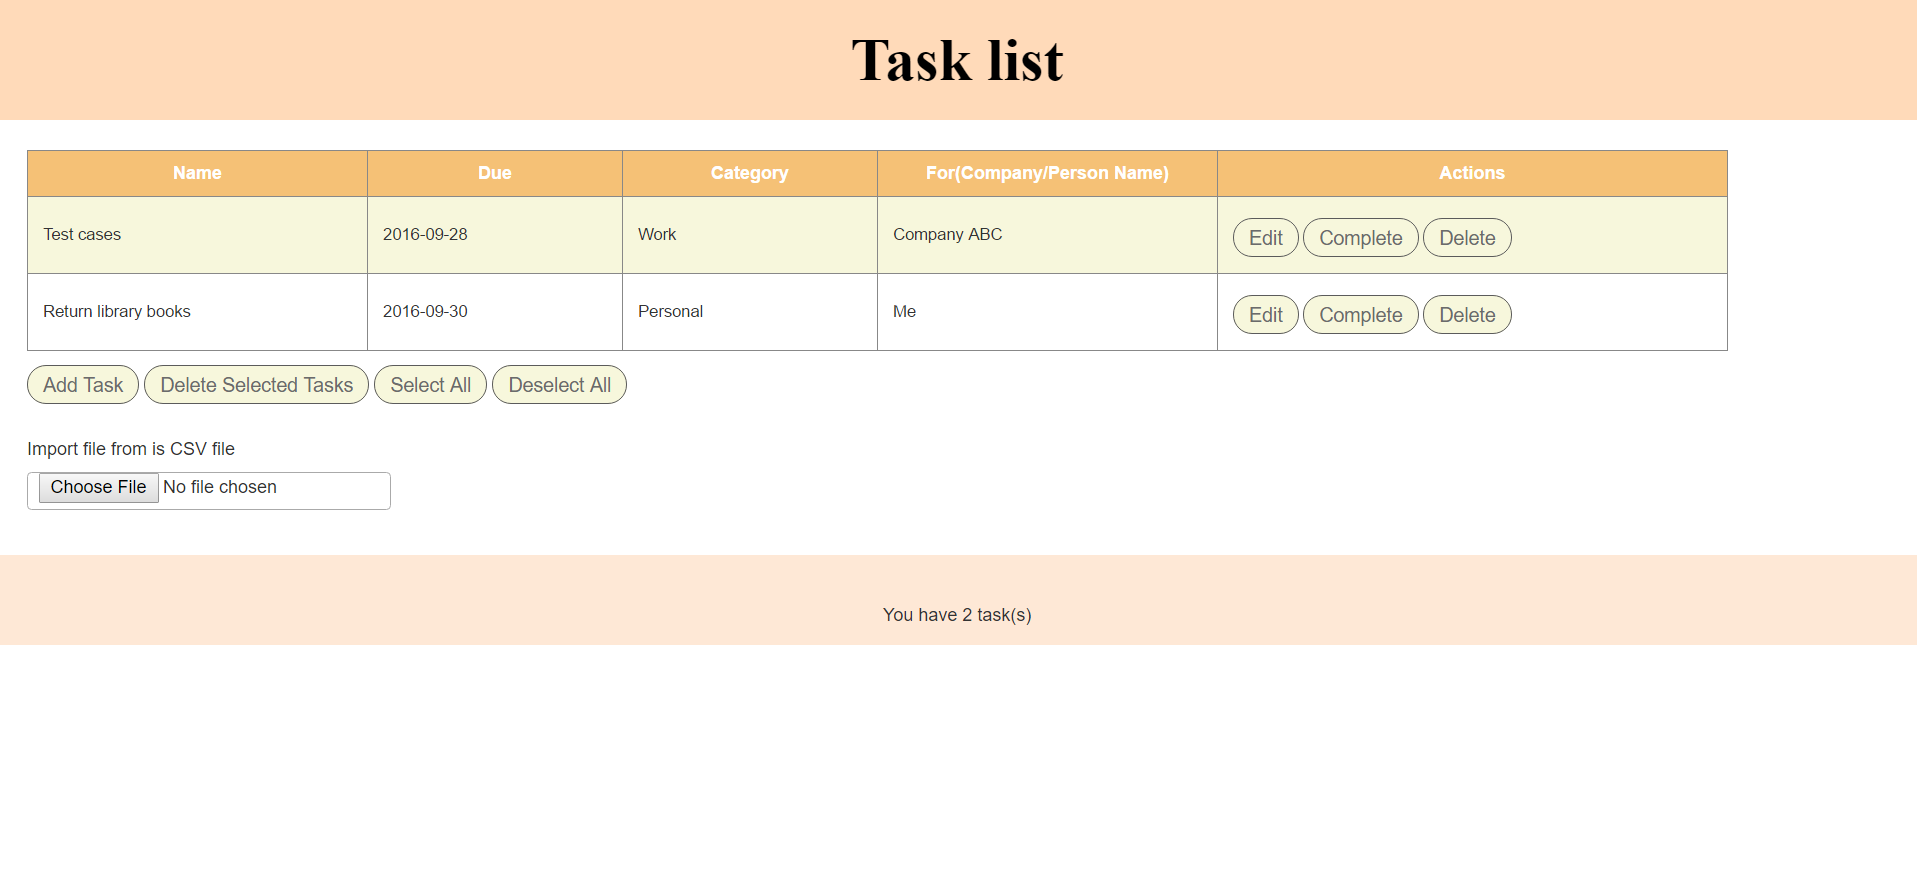 Task list
Name Due Category For(Company/Person Name) Actions
Test cases 2016-09-28 Work Company ABC Edit Complete Delete
Return library books 2016-09-30 Personal Me Edit Complete Delete
Add Task Delete Selected Tasks Select All Deselect All
Import file from is CSV file
Choose File No file chosen
You have 2 task(s)